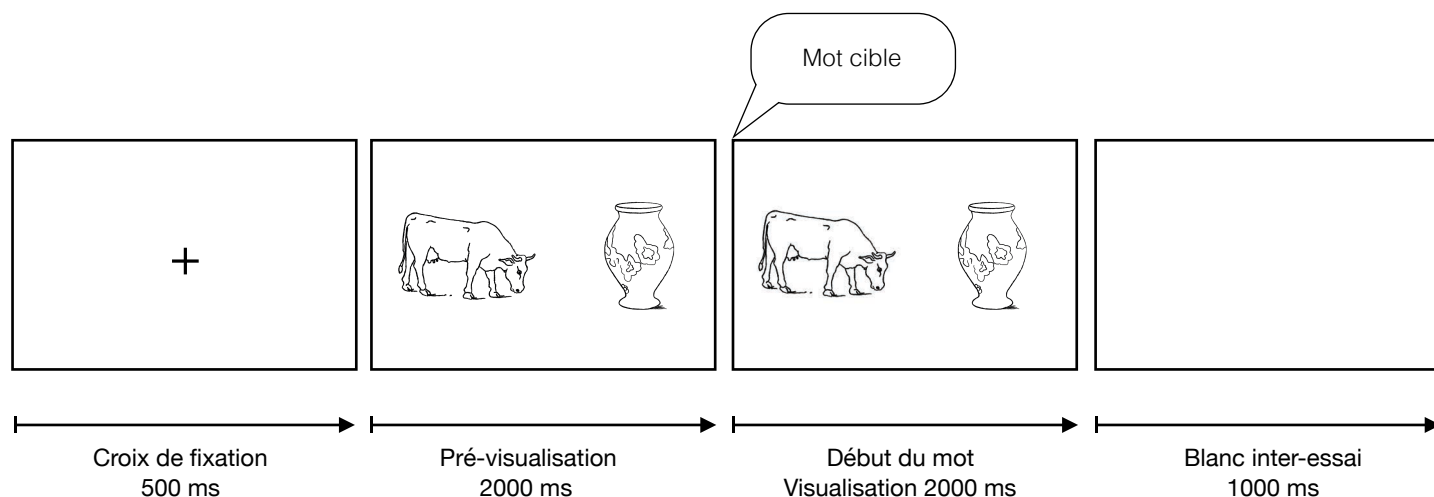 Mot cible
Croix de fixation
500 ms
Pré-visualisation
2000 ms
Début du mot
Visualisation 2000 ms
Blanc inter-essai
1000 ms